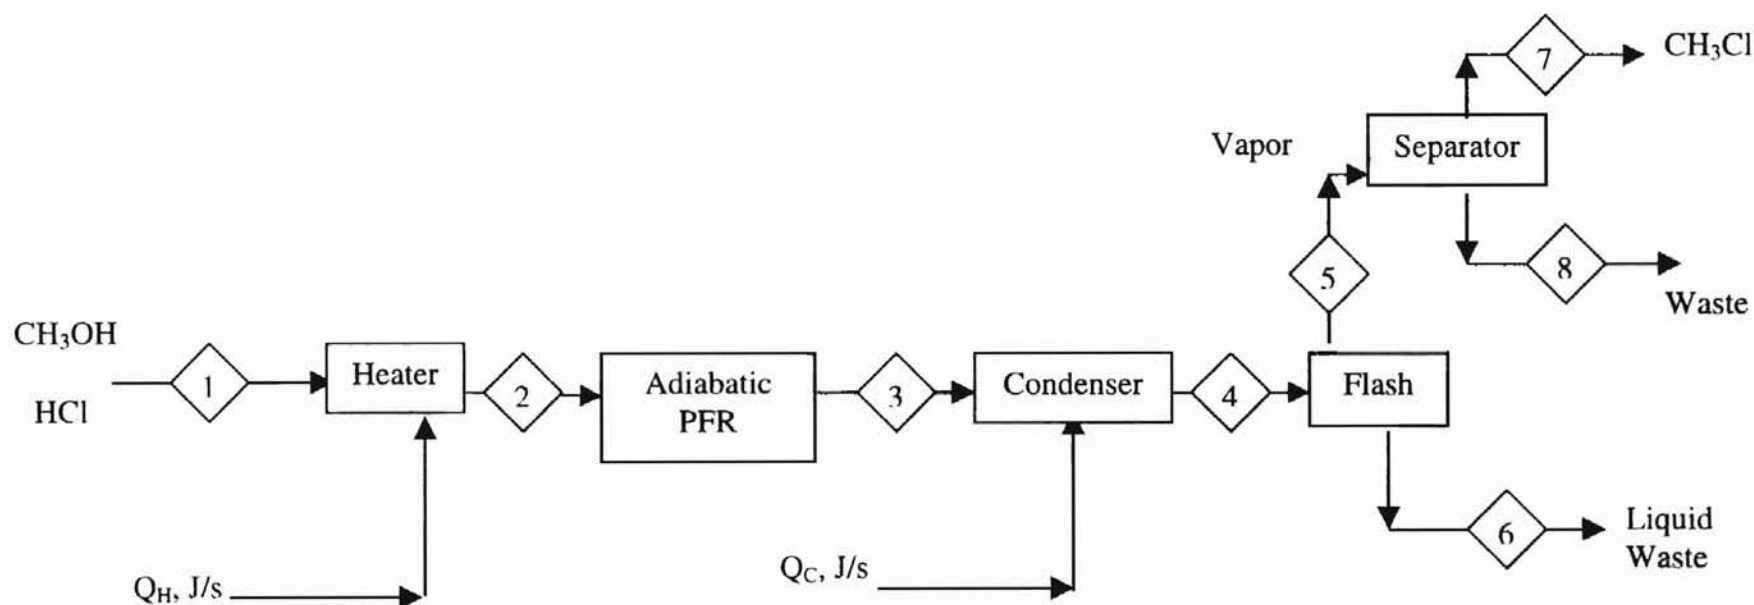 CH₃OH
HCl
1
Heater
2
Adiabatic
PFR
3
Condenser
4
Flash
5
Vapor
Separator
7
CH₃Cl
8
Waste
6
Liquid
Waste
Q_H, J/s
Q_C, J/s